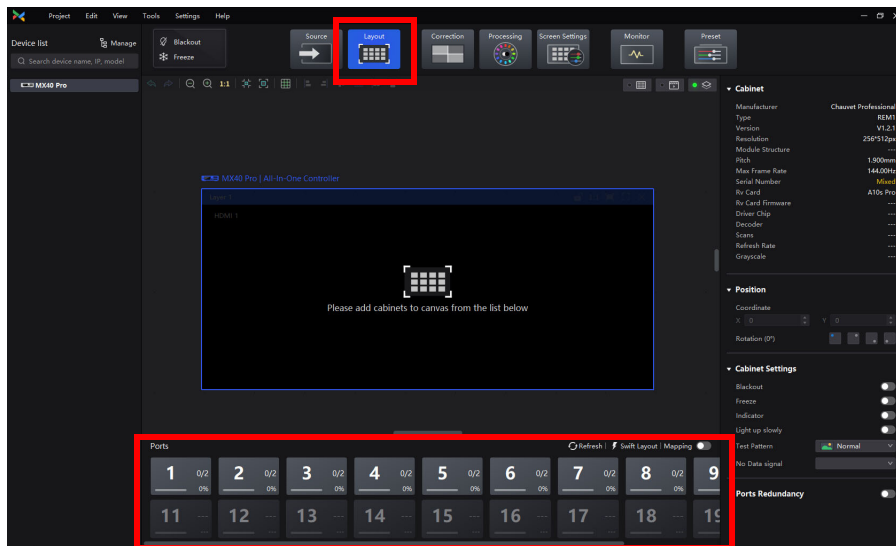 Project Edit View Tools Settings Help
Device list Manage
Search device name, IP, model
MX40 Pro
Blackout
Freeze
Source
Layout
Correction
Processing
Screen Settings
Monitor
Preset
1:1
MX40 Pro | All-In-One Controller
Layer 1
HDMI 1
Please add cabinets to canvas from the list below
Cabinet
Manufacturer Chauvet Professional
Type REM1
Version V1.2.1
Resolution 256*512px
Module Structure ---
Pitch 1.900mm
Max Frame Rate 144.00Hz
Serial Number Mixed
Rv Card A10s Pro
Rv Card Firmware ---
Driver Chip ---
Decoder ---
Scans ---
Refresh Rate ---
Grayscale ---
Position
Coordinate
X 0 Y 0
Rotation (0°)
Cabinet Settings
Blackout
Freeze
Indicator
Light up slowly
Test Pattern Normal
No Data signal
Ports Redundancy
Ports Refresh | Swift Layout | Mapping
1 0/2 2 0/2 3 0/2 4 0/2 5 0/2 6 0/2 7 0/2 8 0/2 9
0% 0% 0% 0% 0% 0% 0% 0%
11 --- 12 --- 13 --- 14 --- 15 --- 16 --- 17 --- 18 --- 19